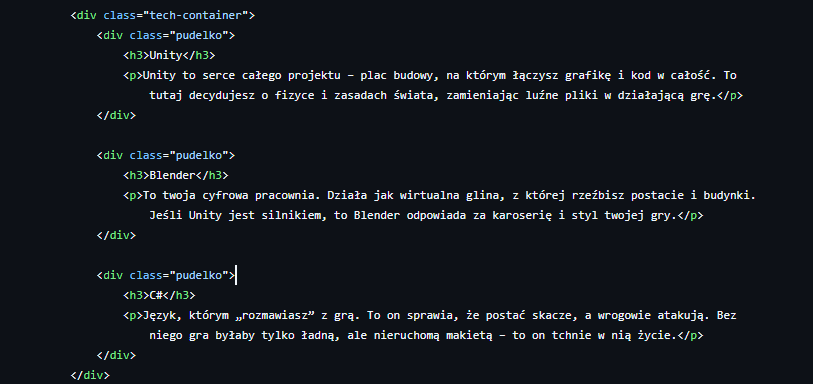 <div class="tech-container">
<div class="pudelko">
<h3>Unity</h3>
<p>Unity to serce całego projektu – plac budowy, na którym łączysz grafikę i kod w całość. To
tutaj decydujesz o fizyce i zasadach świata, zamieniając luźne pliki w działającą grę.</p>
</div>
<div class="pudelko">
<h3>Blender</h3>
<p>To twoja cyfrowa pracownia. Działa jak wirtualna glina, z której rzeźbisz postacie i budynki.
Jeśli Unity jest silnikiem, to Blender odpowiada za karoserię i styl twojej gry.</p>
</div>
<div class="pudelko">
<h3>C#</h3>
<p>Język, którym „rozmawiasz” z grą. To on sprawia, że postać skacze, a wrogowie atakują. Bez
niego gra byłaby tylko ładną, ale nieruchomą makietą – to on tchnie w nią życie.</p>
</div>
</div>